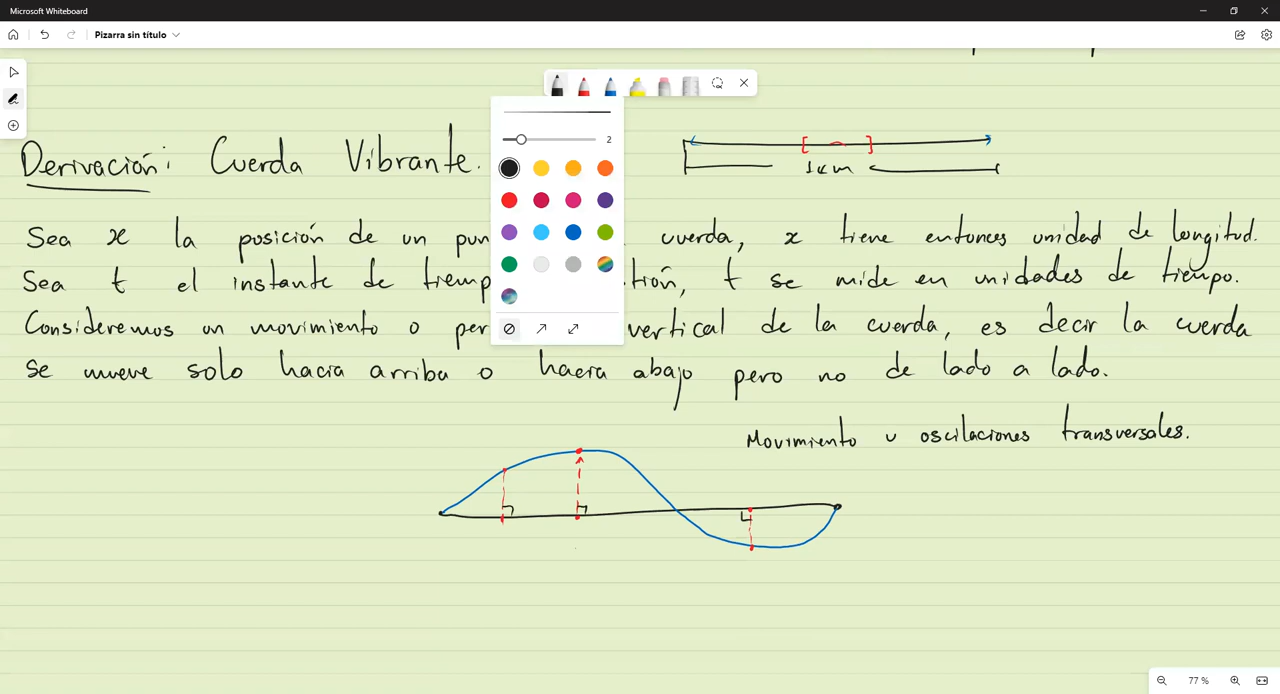 Microsoft Whiteboard
Pizarra sin título
Derivación: Cuerda Vibrante.
1km
2
Sea x la posición de un pun cuerda, x tiene entonces unidad de longitud.
Sea t el instante de tiemp tión, t se mide en unidades de tiempo.
Consideremos un movimiento o per vertical de la cuerda, es decir la cuerda
se mueve solo hacia arriba o hacia abajo pero no de lado a lado.
Movimiento u oscilaciones transversales.
77 %